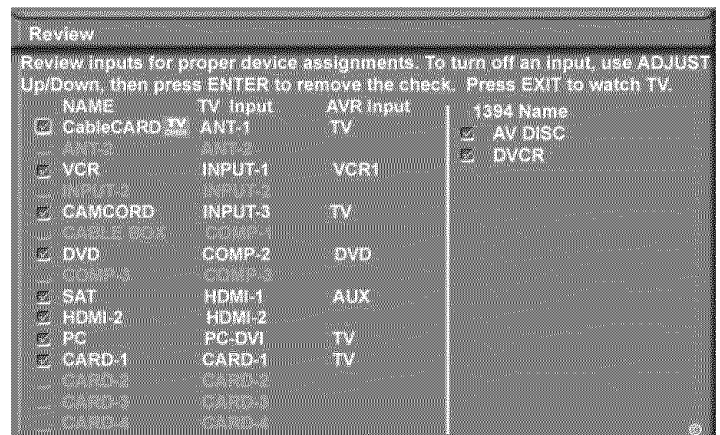 Review
Review inputs for proper device assignments. To turn off an input, use ADJUST
Up/Down, then press ENTER to remove the check. Press EXIT to watch TV.
NAME TV Input AVR Input
CableCARD TV ANT-1 TV
ANT-2 ANT-2
VCR INPUT-1 VCR1
INPUT-2 INPUT-2
CAMCORD INPUT-3 TV
CABLE BOX COMP-1
DVD COMP-2 DVD
COMP-3 COMP-3
SAT HDMI-1 AUX
HDMI-2 HDMI-2
PC PC-DVI TV
CARD-1 CARD-1 TV
CARD-2 CARD-2
CARD-3 CARD-3
CARD-4 CARD-4
1394 Name
AV DISC
DVCR